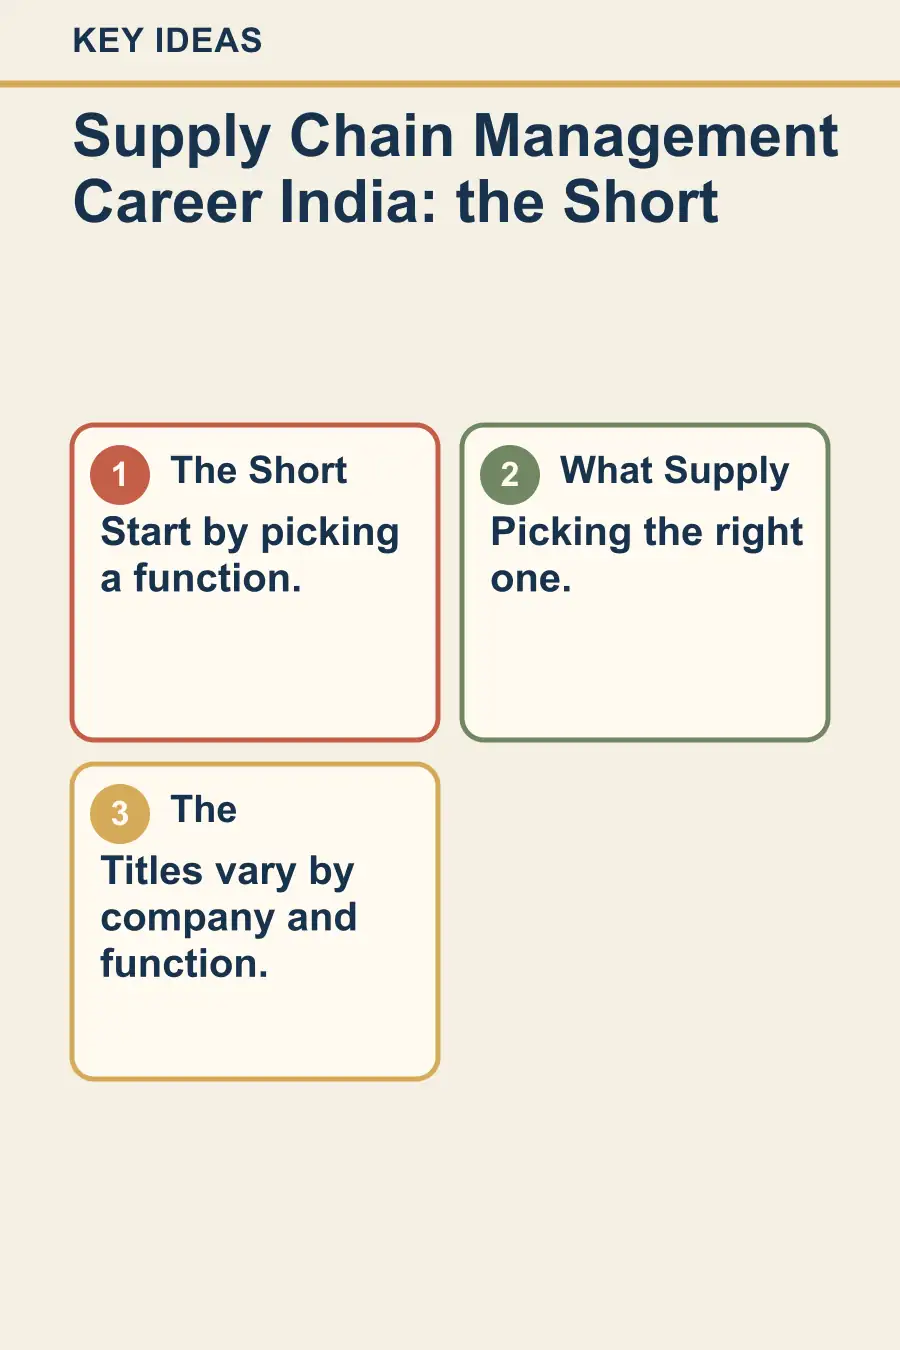 KEY IDEAS
Supply Chain Management
Career India: the Short
1 The Short
Start by picking
a function.
2 What Supply
Picking the right
one.
3 The
Titles vary by
company and
function.